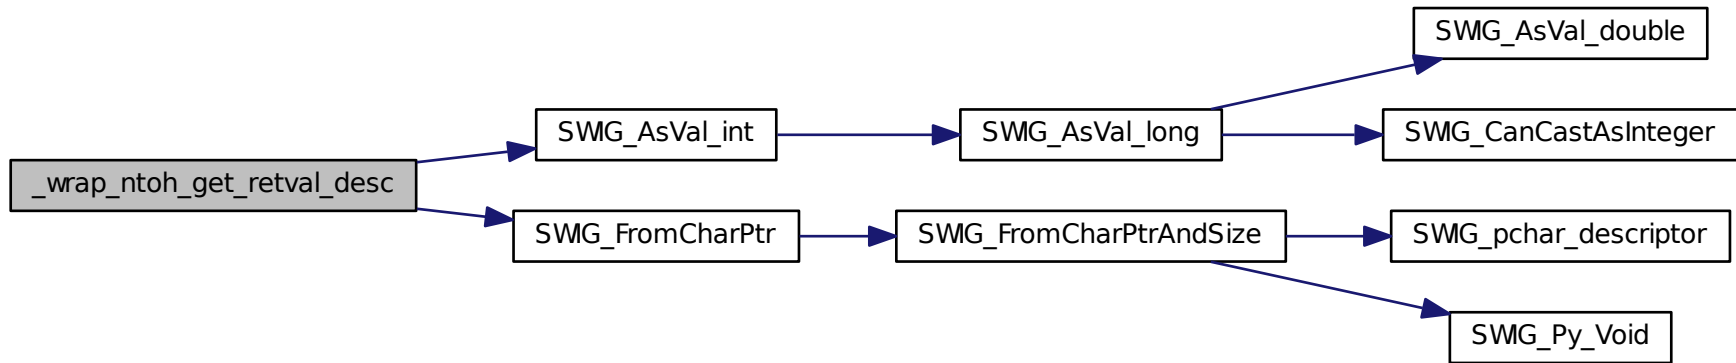 _wrap_ntoh_get_retval_desc
SWIG_AsVal_int
SWIG_AsVal_long
SWIG_AsVal_double
SWIG_CanCastAsInteger
SWIG_FromCharPtr
SWIG_FromCharPtrAndSize
SWIG_pchar_descriptor
SWIG_Py_Void